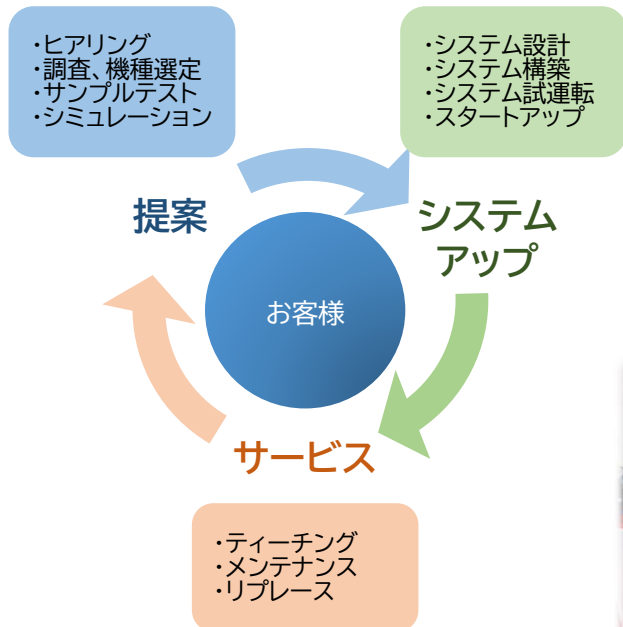 ・ヒアリング
・調査、機種選定
・サンプルテスト
・シミュレーション
・システム設計
・システム構築
・システム試運転
・スタートアップ
提案
システム
アップ
お客様
サービス
・ティーチング
・メンテナンス
・リプレース